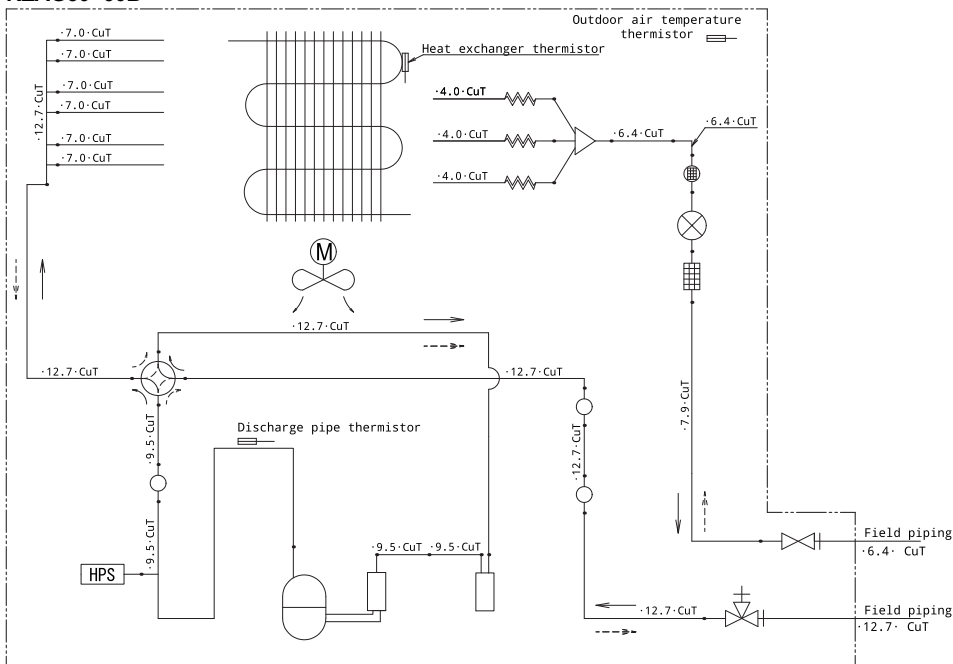 Outdoor air temperature
thermistor
·7.0·CuT
·7.0·CuT
·7.0·CuT
·7.0·CuT
·7.0·CuT
·7.0·CuT
·12.7·CuT
Heat exchanger thermistor
·4.0·CuT
·4.0·CuT
·4.0·CuT
·6.4·CuT
·6.4·CuT
M
·12.7·CuT
·12.7·CuT
·12.7·CuT
·9.5·CuT
Discharge pipe thermistor
·12.7·CuT
·7.9·CuT
·9.5·CuT
·9.5·CuT ·9.5·CuT
HPS
Field piping
·6.4· CuT
·12.7·CuT
Field piping
·12.7· CuT